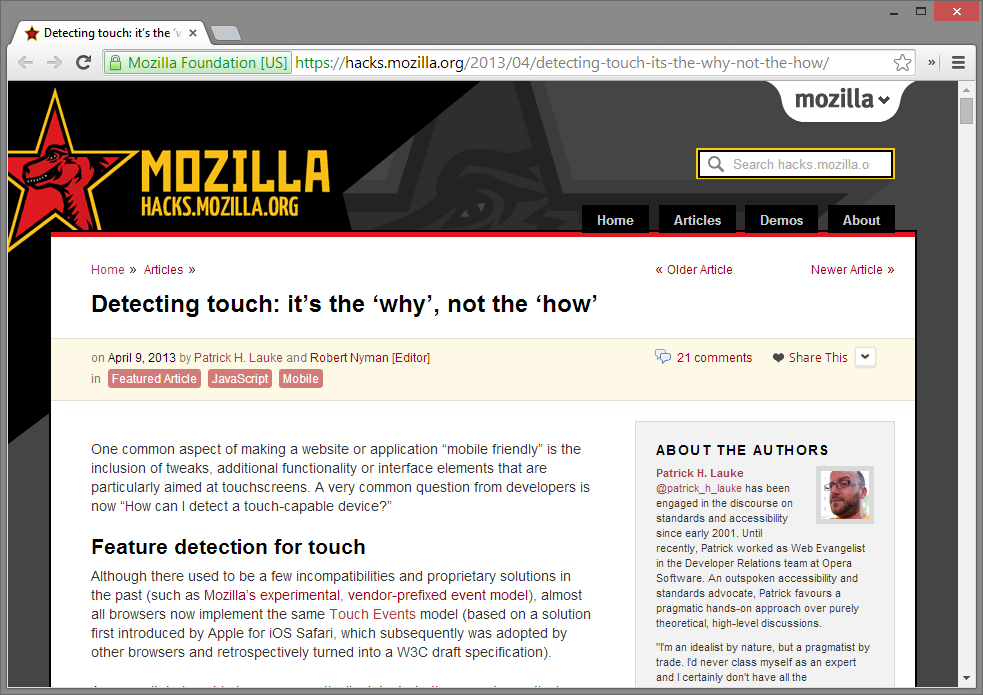 Detecting touch: it's the 'v
Mozilla Foundation [US]
https://hacks.mozilla.org/2013/04/detecting-touch-its-the-why-not-the-how/
»
mozilla
MOZILLA
HACKS.MOZILLA.ORG
Search hacks.mozilla.o
Home
Articles
Demos
About
Home » Articles »
« Older Article
Newer Article »
Detecting touch: it’s the ‘why’, not the ‘how’
on April 9, 2013 by Patrick H. Lauke and Robert Nyman [Editor]
21 comments
Share This
in Featured Article JavaScript Mobile
One common aspect of making a website or application “mobile friendly” is the
inclusion of tweaks, additional functionality or interface elements that are
particularly aimed at touchscreens. A very common question from developers is
now “How can I detect a touch-capable device?”
Feature detection for touch
Although there used to be a few incompatibilities and proprietary solutions in
the past (such as Mozilla’s experimental, vendor-prefixed event model), almost
all browsers now implement the same Touch Events model (based on a solution
first introduced by Apple for iOS Safari, which subsequently was adopted by
other browsers and retrospectively turned into a W3C draft specification).
ABOUT THE AUTHORS
Patrick H. Lauke
@patrick_h_lauke has been
engaged in the discourse on
standards and accessibility
since early 2001. Until
recently, Patrick worked as Web Evangelist
in the Developer Relations team at Opera
Software. An outspoken accessibility and
standards advocate, Patrick favours a
pragmatic hands-on approach over purely
theoretical, high-level discussions.
"I'm an idealist by nature, but a pragmatist by
trade. I'd never class myself as an expert
and I certainly don't have all the